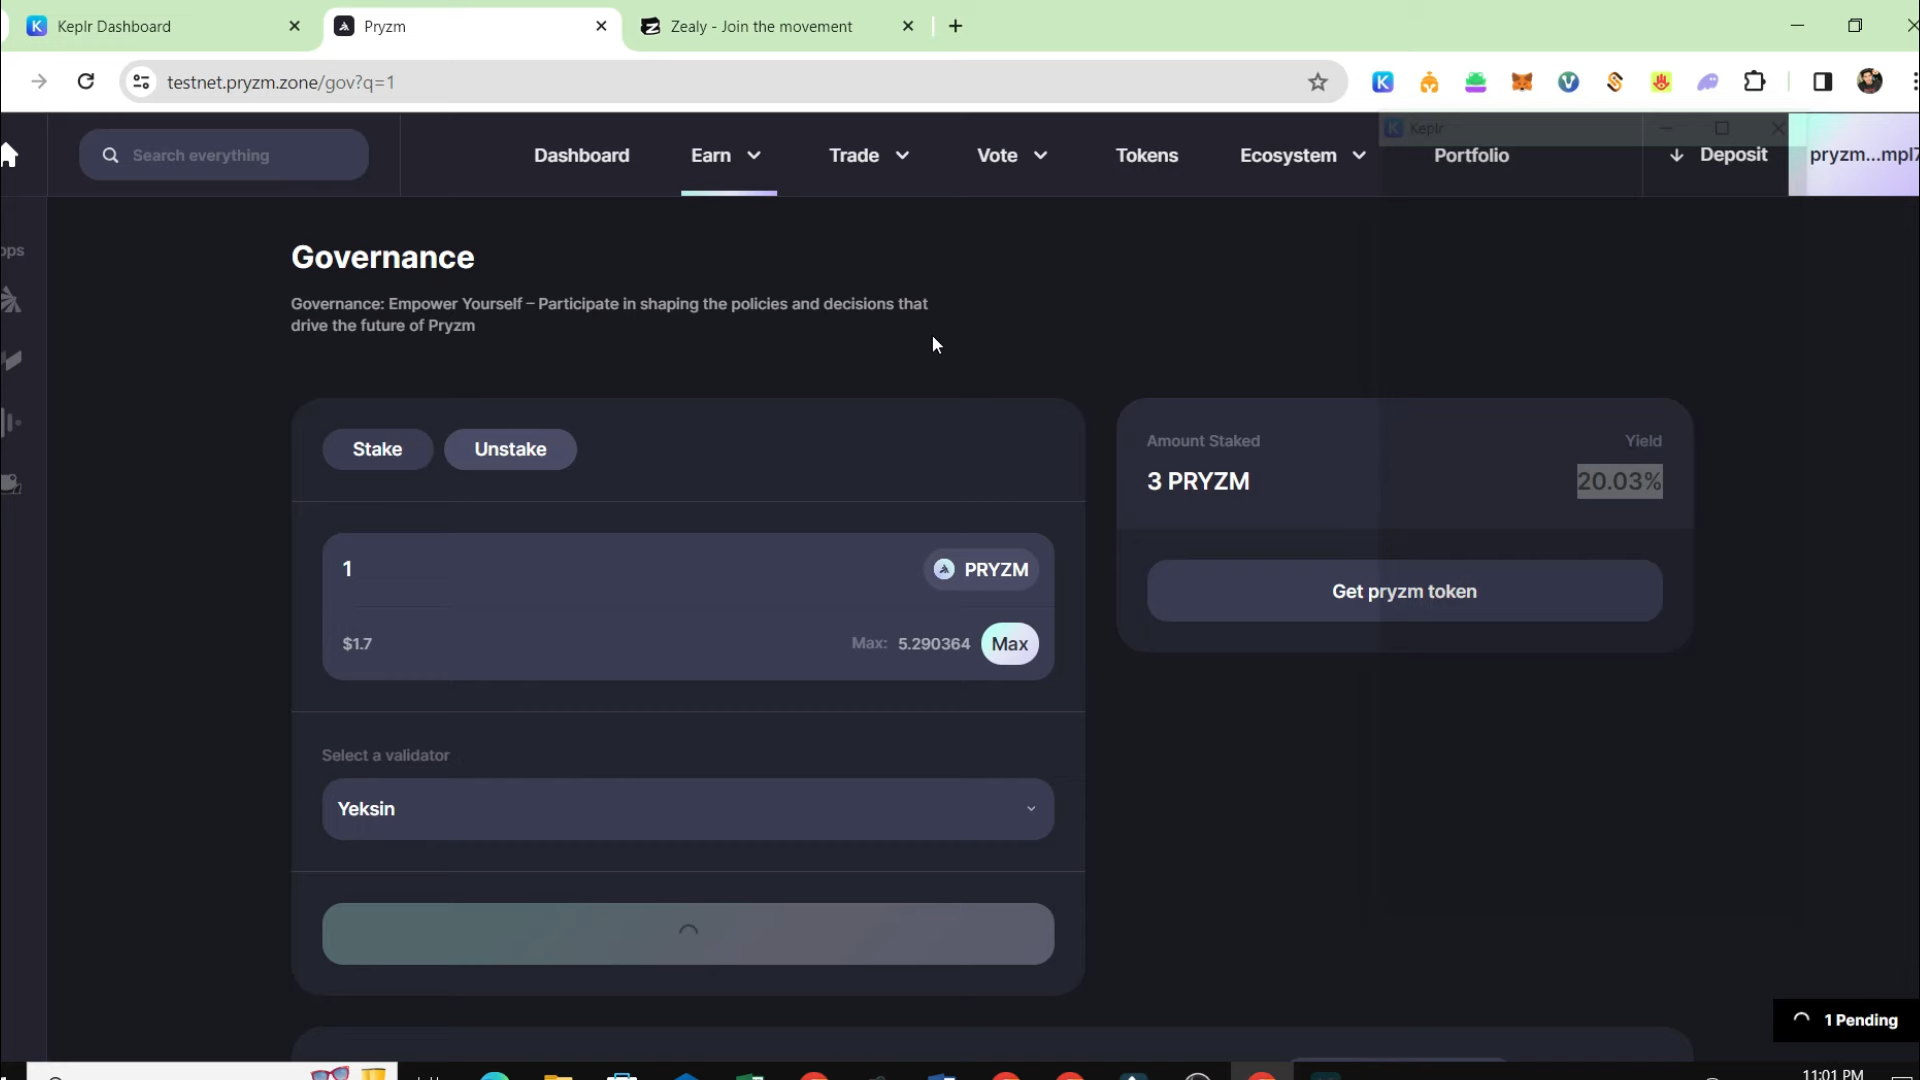 Keplr Dashboard
Pryzm
Zealy - Join the movement
testnet.pryzm.zone/gov?q=1
Keplr
Search everything
Dashboard
Earn
Trade
Vote
Tokens
Ecosystem
Portfolio
Deposit
pryzm...mpl7
pps
Governance
Governance: Empower Yourself – Participate in shaping the policies and decisions that
drive the future of Pryzm
Stake
Unstake
Amount Staked
Yield
3 PRYZM
20.03%
1
PRYZM
Get pryzm token
$1.7
Max: 5.290364
Max
Select a validator
Yeksin
1 Pending
11:01 PM